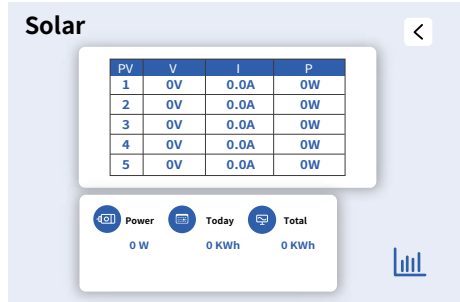 Solar
PV V I P
1 0V 0.0A 0W
2 0V 0.0A 0W
3 0V 0.0A 0W
4 0V 0.0A 0W
5 0V 0.0A 0W
Power Today Total
0 W 0 KWh 0 KWh